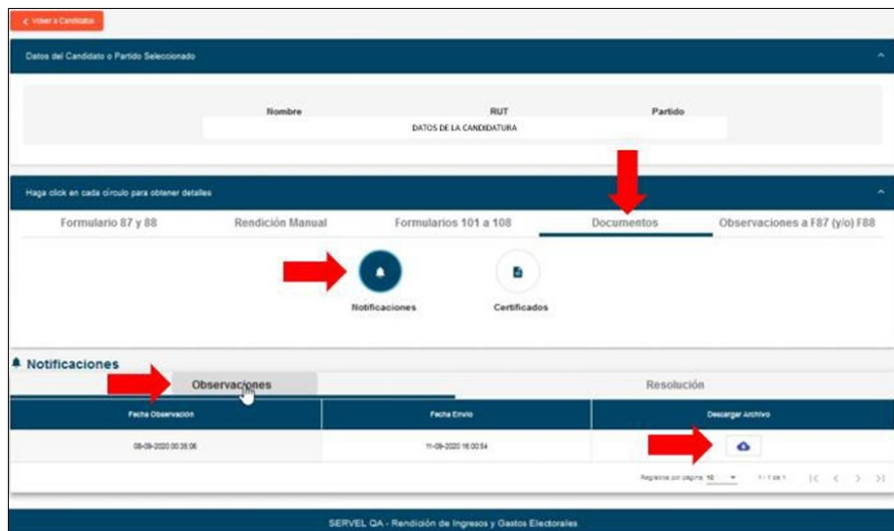 Volver a Candidatos
Datos del Candidato o Partido Seleccionado
Nombre RUT Partido
DATOS DE LA CANDIDATURA
Haga click en cada círculo para obtener detalles
Formulario 87 y 88 Rendición Manual Formularios 101 a 108 Documentos Observaciones a F87 (y/o) F88
Notificaciones Certificados
Notificaciones
Observaciones Resolución
Fecha Observación Fecha Envío Descargar Archivo
08-09-2020 00:35:06 11-09-2020 16:00:54
Registros por página: 10 1-1 de 1
SERVEL QA - Rendición de Ingresos y Gastos Electorales